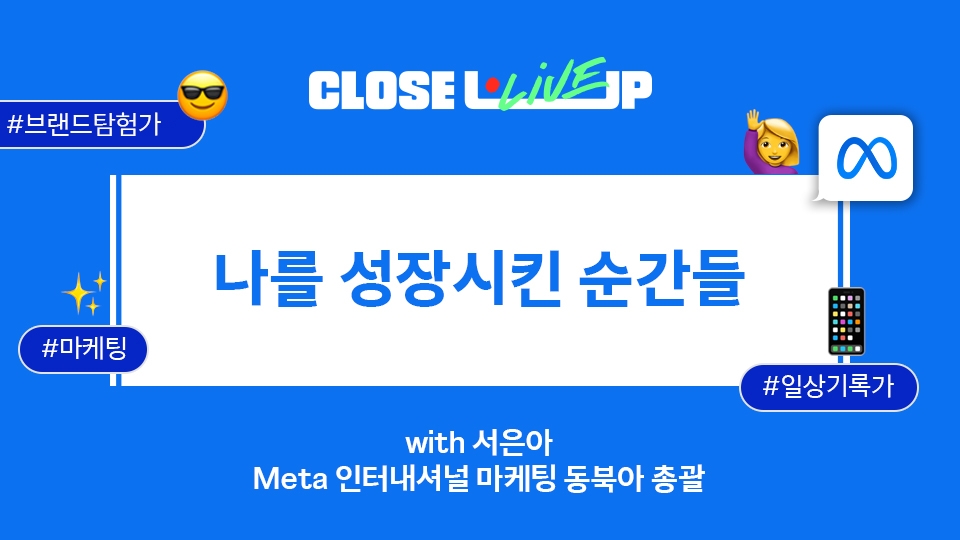 CLOSE LiVE UP
#브랜드탐험가
나를 성장시킨 순간들
#마케팅
#일상기록가
with 서은아
Meta 인터내셔널 마케팅 동북아 총괄